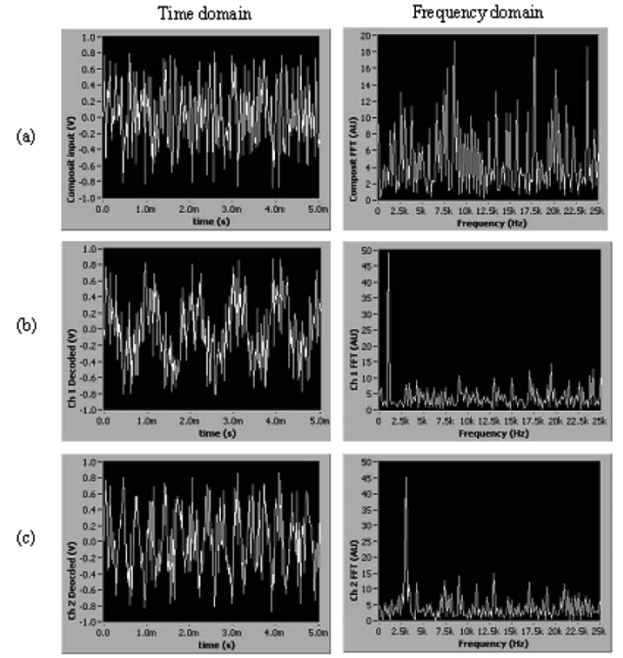 Time domain
Frequency domain
(a)
Composit input (V)
1.0
0.8
0.6
0.4
0.2
0.0
-0.2
-0.4
-0.6
-0.8
-1.0
0.0 1.0m 2.0m 3.0m 4.0m 5.0m
time (s)
Composit FFT (AU)
20
18
16
14
12
10
8
6
4
2
0
0 2.5k 5k 7.5k 10k 12.5k 15k 17.5k 20k 22.5k 25k
Frequency (Hz)
(b)
Ch 1 Decoded (V)
1.0
0.8
0.6
0.4
0.2
0.0
-0.2
-0.4
-0.6
-0.8
-1.0
0.0 1.0m 2.0m 3.0m 4.0m 5.0m
time (s)
Ch 1 FFT (AU)
50
45
40
35
30
25
20
15
10
5
0
0 2.5k 5k 7.5k 10k 12.5k 15k 17.5k 20k 22.5k 25k
Frequency (Hz)
(c)
Ch 2 Deocded (V)
1.0
0.8
0.6
0.4
0.2
0.0
-0.2
-0.4
-0.6
-0.8
-1.0
0.0 1.0m 2.0m 3.0m 4.0m 5.0m
time (s)
Ch 2 FFT (AU)
50
45
40
35
30
25
20
15
10
5
0
0 2.5k 5k 7.5k 10k 12.5k 15k 17.5k 20k 22.5k 25k
Frequency (Hz)